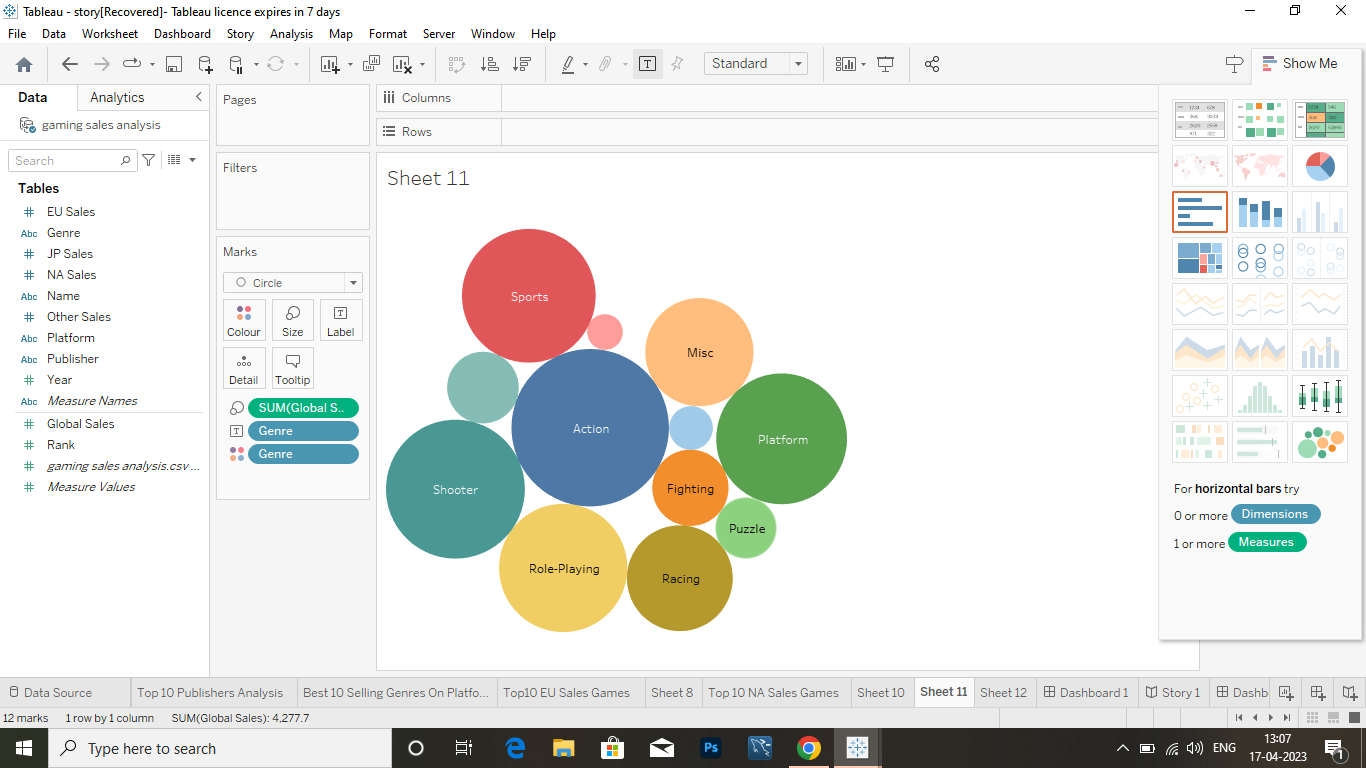 Tableau - story[Recovered]- Tableau licence expires in 7 days
File Data Worksheet Dashboard Story Analysis Map Format Server Window Help
Standard
Show Me
Data Analytics
gaming sales analysis
Search
Tables
EU Sales
Abc Genre
JP Sales
NA Sales
Abc Name
Other Sales
Abc Platform
Abc Publisher
Year
Abc Measure Names
Global Sales
Rank
gaming sales analysis.csv ...
Measure Values
Pages
Filters
Marks
Circle
Colour Size Label
Detail Tooltip
SUM(Global S..
Genre
Genre
Columns
Rows
Sheet 11
Sports
Misc
Action
Platform
Shooter
Fighting
Puzzle
Role-Playing
Racing
For horizontal bars try
0 or more Dimensions
1 or more Measures
Data Source Top 10 Publishers Analysis Best 10 Selling Genres On Platfo... Top10 EU Sales Games Sheet 8 Top 10 NA Sales Games Sheet 10 Sheet 11 Sheet 12 Dashboard 1 Story 1 Dashb
12 marks 1 row by 1 column SUM(Global Sales): 4,277.7
Type here to search
Ps
ENG
13:07
17-04-2023
1